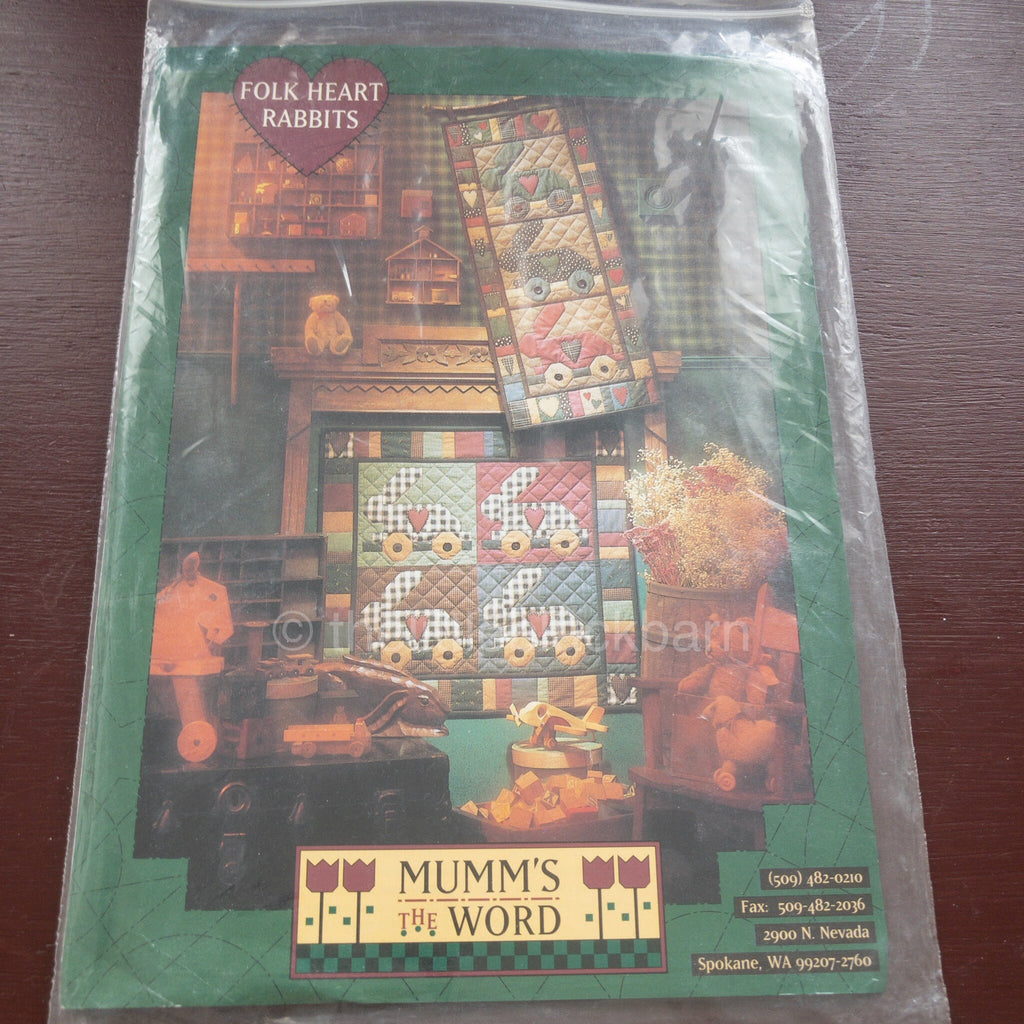 FOLK HEART
RABBITS
MUMM'S
THE WORD
(509) 482-0210
Fax: 509-482-2036
2900 N. Nevada
Spokane, WA 99207-2760
©